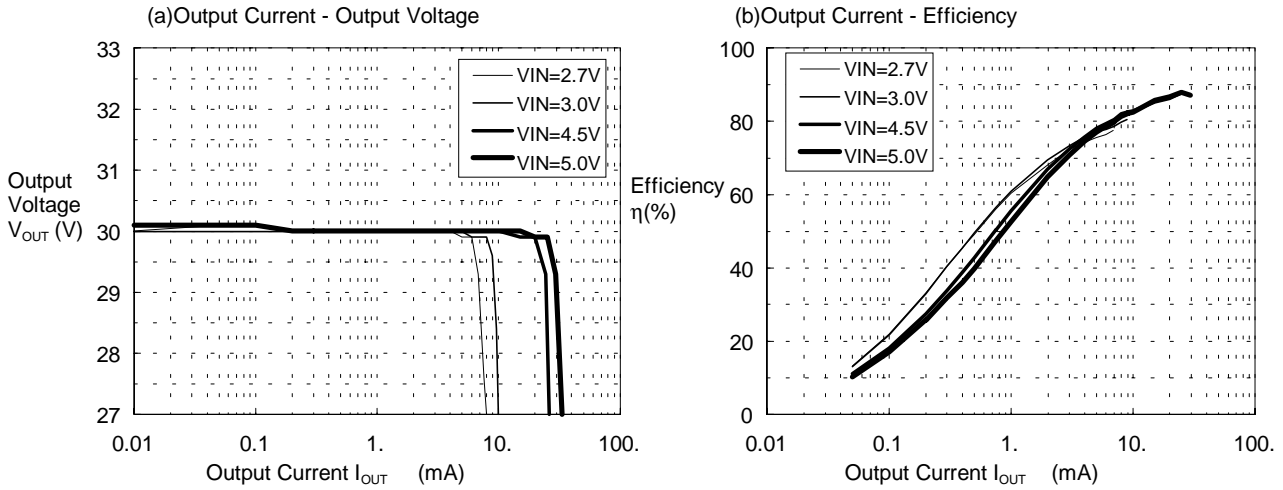 (a)Output Current - Output Voltage
33
32
31
30
29
28
27
Output
Voltage
VOUT (V)
VIN=2.7V
VIN=3.0V
VIN=4.5V
VIN=5.0V
0.01 0.1 1. 10. 100.
Output Current IOUT (mA)
(b)Output Current - Efficiency
100
80
60
40
20
0
Efficiency
η(%)
VIN=2.7V
VIN=3.0V
VIN=4.5V
VIN=5.0V
0.01 0.1 1. 10. 100.
Output Current IOUT (mA)